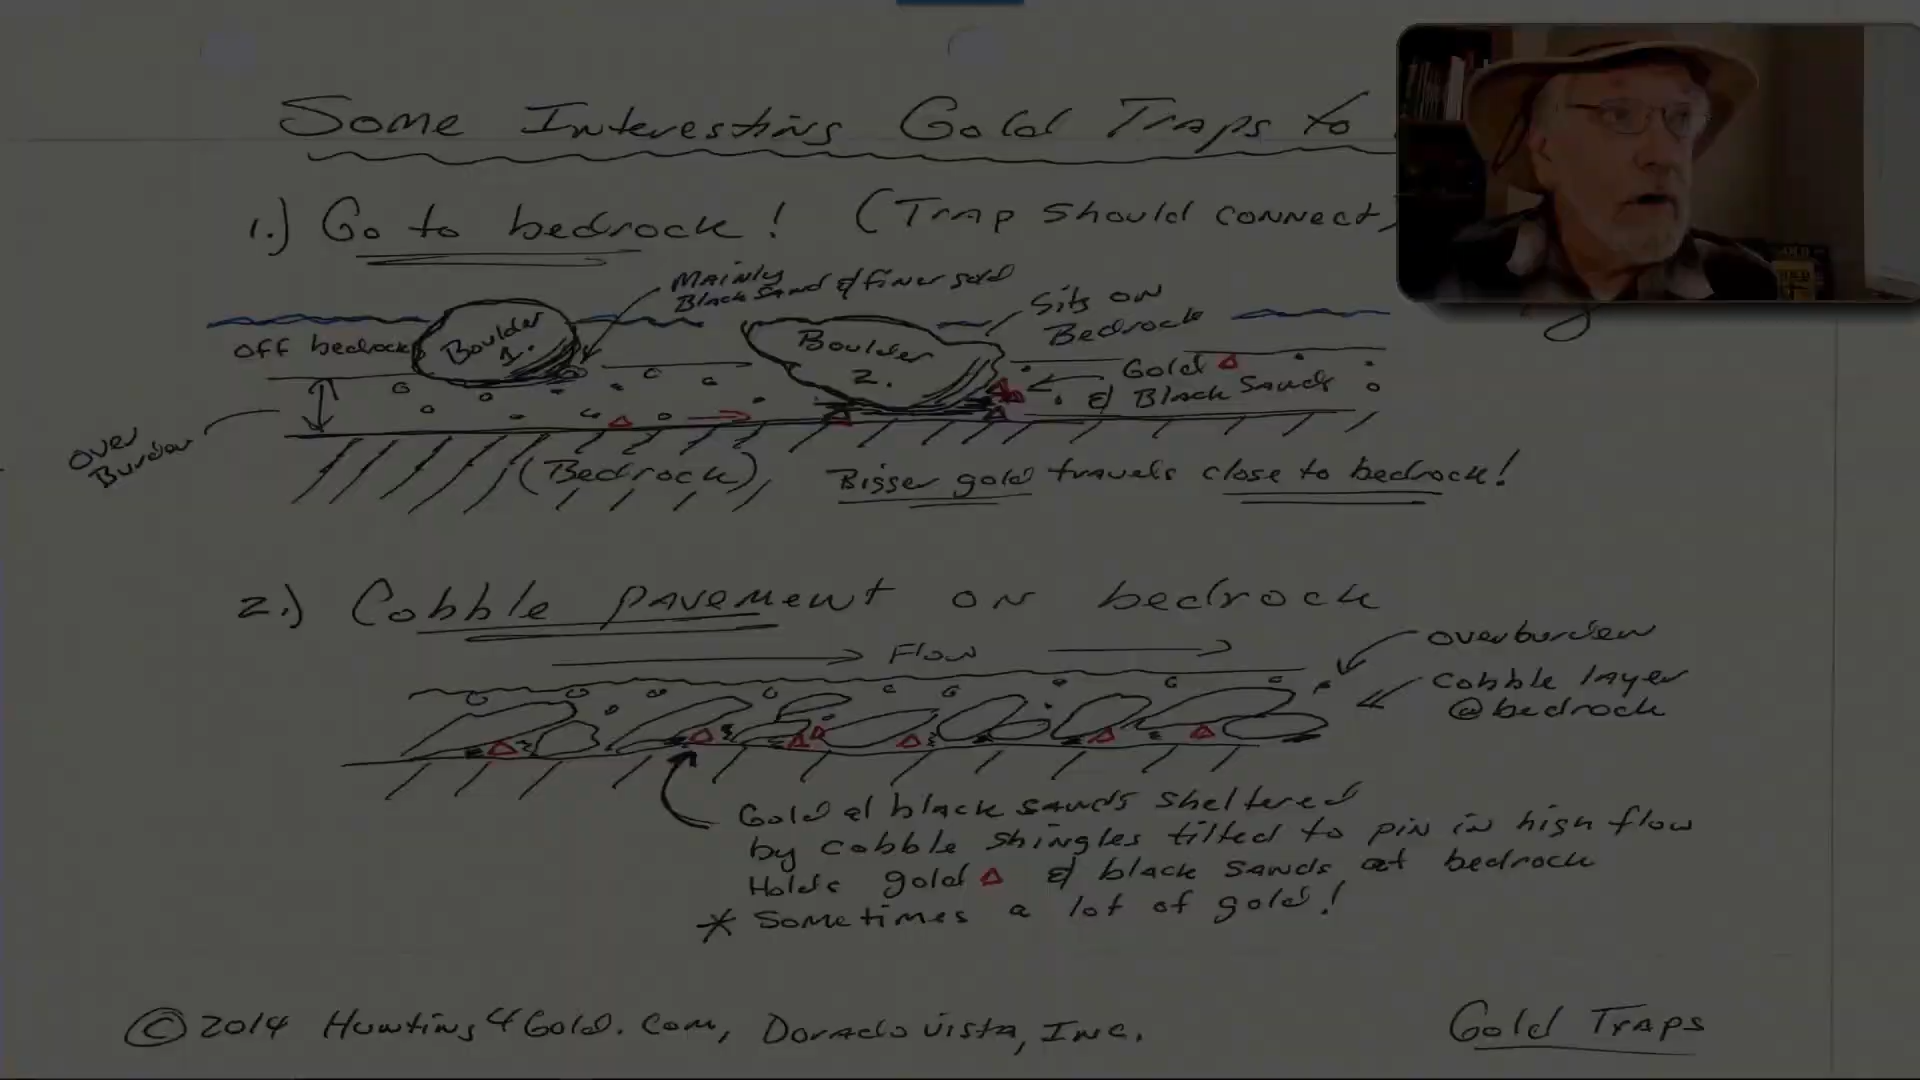 Some Interesting Gold Traps to
1.) Go to bedrock! (Trap should connect)
Mainly
Black sand & finer gold
Sits on
Bedrock
off bedrock
Boulder
1.
Boulder
2.
Gold
& Black Sands
over
Burden
(Bedrock)
Bigger gold travels close to bedrock!
2.) Cobble pavement on bedrock
Flow
overburden
cobble layer
@ bedrock
Gold & black sands sheltered
by cobble shingles tilted to pin in high flow
Holds gold & black sands at bedrock
* Sometimes a lot of gold!
© 2014 Hunting4Gold.com, Doradovista, Inc.
Gold Traps